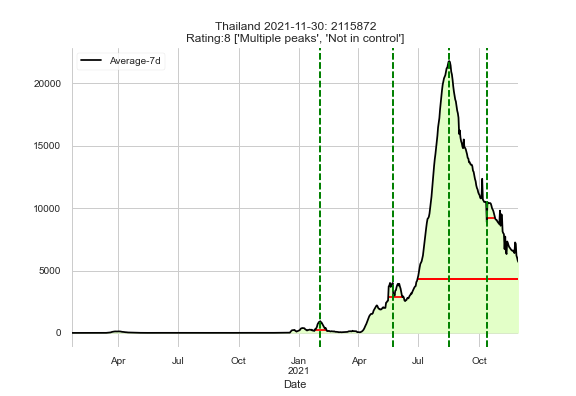 Thailand 2021-11-30: 2115872
Rating:8 ['Multiple peaks', 'Not in control']
Average-7d
20000
15000
10000
5000
0
Apr Jul Oct Jan Apr Jul Oct
2021
Date